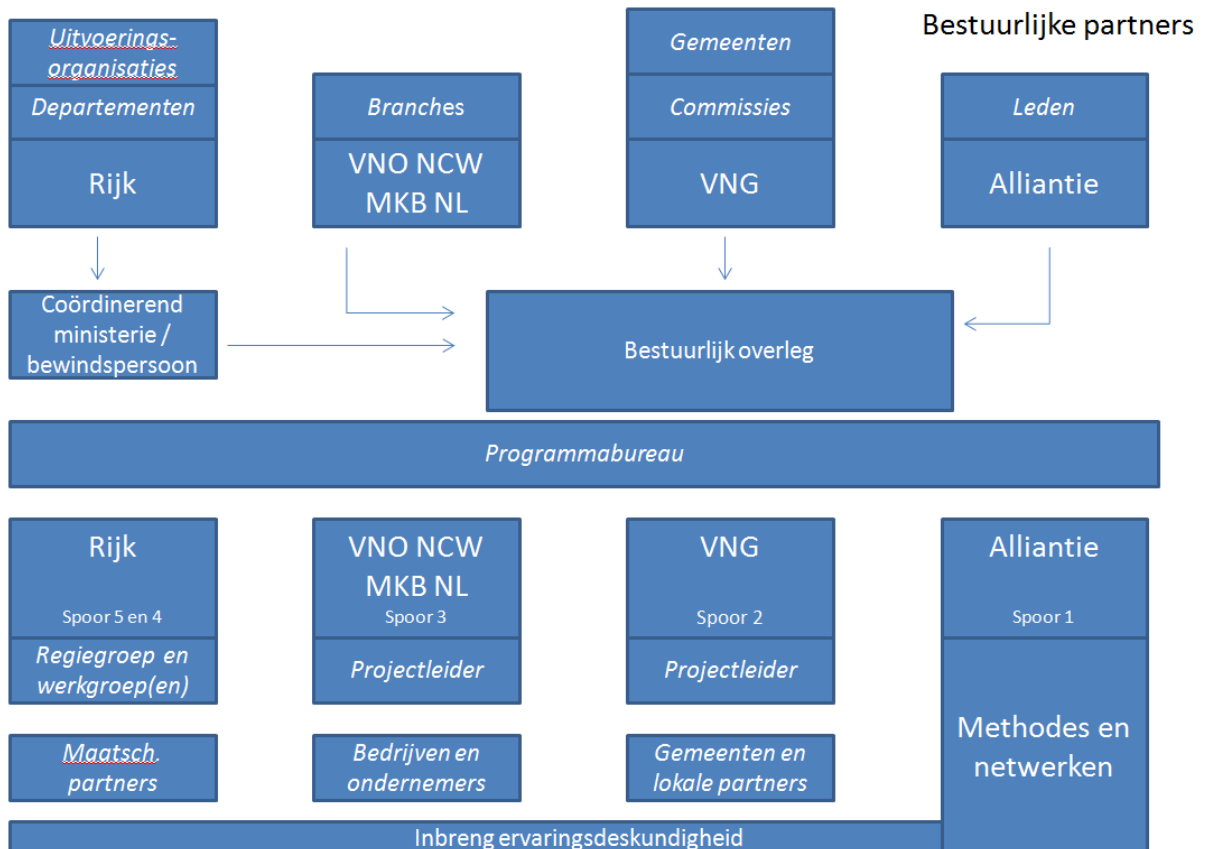 Bestuurlijke partners
Uitvoerings-
organisaties
Departementen
Rijk
Branches
VNO NCW
MKB NL
Gemeenten
Commissies
VNG
Leden
Alliantie
Coördinerend
ministerie /
bewindspersoon
Bestuurlijk overleg
Programmabureau
Rijk
Spoor 5 en 4
Regiegroep en
werkgroep(en)
Maatsch.
partners
VNO NCW
MKB NL
Spoor 3
Projectleider
Bedrijven en
ondernemers
VNG
Spoor 2
Projectleider
Gemeenten en
lokale partners
Alliantie
Spoor 1
Methodes en
netwerken
Inbreng ervaringsdeskundigheid